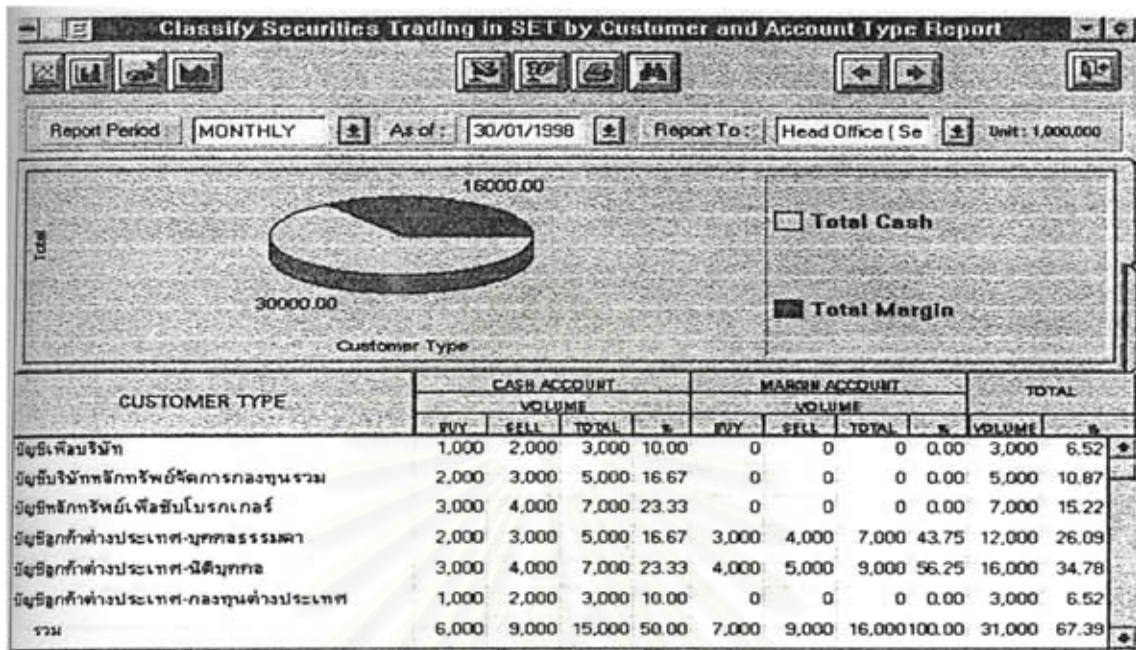 Classify Securities Trading in SET by Customer and Account Type Report
Report Period : MONTHLY As of : 30/01/1998 Report To : Head Office ( Se Unit : 1,000,000
16000.00
Total
30000.00
Customer Type
Total Cash
Total Margin
CUSTOMER TYPE CASH ACCOUNT MARGIN ACCOUNT TOTAL
VOLUME VOLUME
BUY SELL TOTAL % BUY SELL TOTAL % VOLUME %
บัญชีเพื่อบริษัท 1,000 2,000 3,000 10.00 0 0 0 0.00 3,000 6.52
บัญชีบริษัทหลักทรัพย์จัดการกองทุนรวม 2,000 3,000 5,000 16.67 0 0 0 0.00 5,000 10.87
บัญชีหลักทรัพย์เพื่อซับโบรกเกอร์ 3,000 4,000 7,000 23.33 0 0 0 0.00 7,000 15.22
บัญชีลูกค้าต่างประเทศ-บุคคลธรรมดา 2,000 3,000 5,000 16.67 3,000 4,000 7,000 43.75 12,000 26.09
บัญชีลูกค้าต่างประเทศ-นิติบุคคล 3,000 4,000 7,000 23.33 4,000 5,000 9,000 56.25 16,000 34.78
บัญชีลูกค้าต่างประเทศ-กองทุนต่างประเทศ 1,000 2,000 3,000 10.00 0 0 0 0.00 3,000 6.52
รวม 6,000 9,000 15,000 50.00 7,000 9,000 16,000 100.00 31,000 67.39